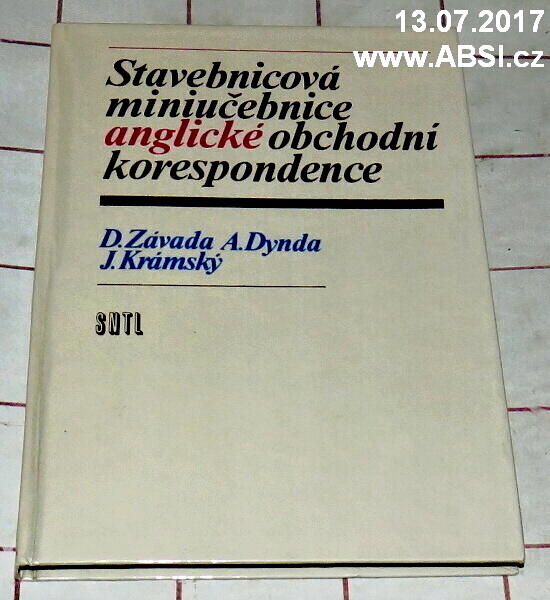 13.07.2017
www.ABSI.cz
Stavebnicová
miniučebnice
anglické obchodní
korespondence
D.Závada A.Dynda
J.Krámský
SNTL